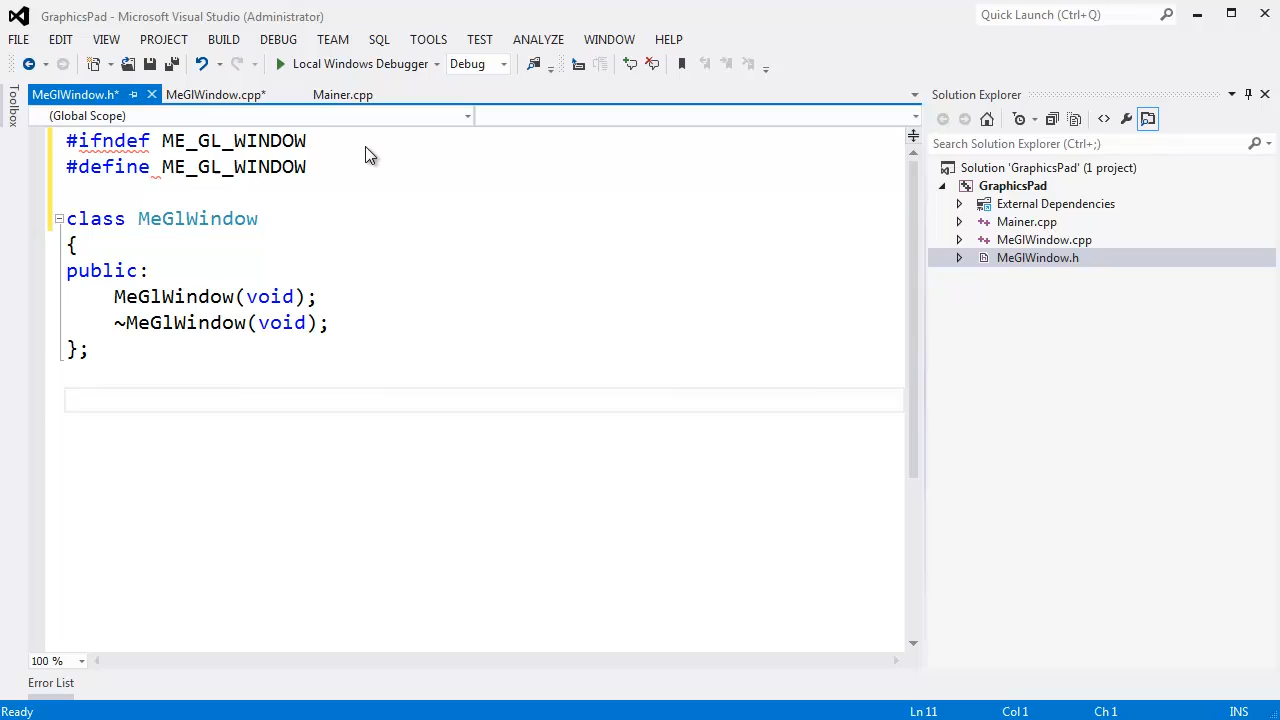 GraphicsPad - Microsoft Visual Studio (Administrator)
Quick Launch (Ctrl+Q)
FILE EDIT VIEW PROJECT BUILD DEBUG TEAM SQL TOOLS TEST ANALYZE WINDOW HELP
Local Windows Debugger Debug
Toolbox
MeGlWindow.h* MeGlWindow.cpp* Mainer.cpp
(Global Scope)
#ifndef ME_GL_WINDOW
#define ME_GL_WINDOW
class MeGlWindow
{
public:
MeGlWindow(void);
~MeGlWindow(void);
};
100 %
Error List
Solution Explorer
Search Solution Explorer (Ctrl+;)
Solution 'GraphicsPad' (1 project)
GraphicsPad
External Dependencies
Mainer.cpp
MeGlWindow.cpp
MeGlWindow.h
Ready Ln 11 Col 1 Ch 1 INS